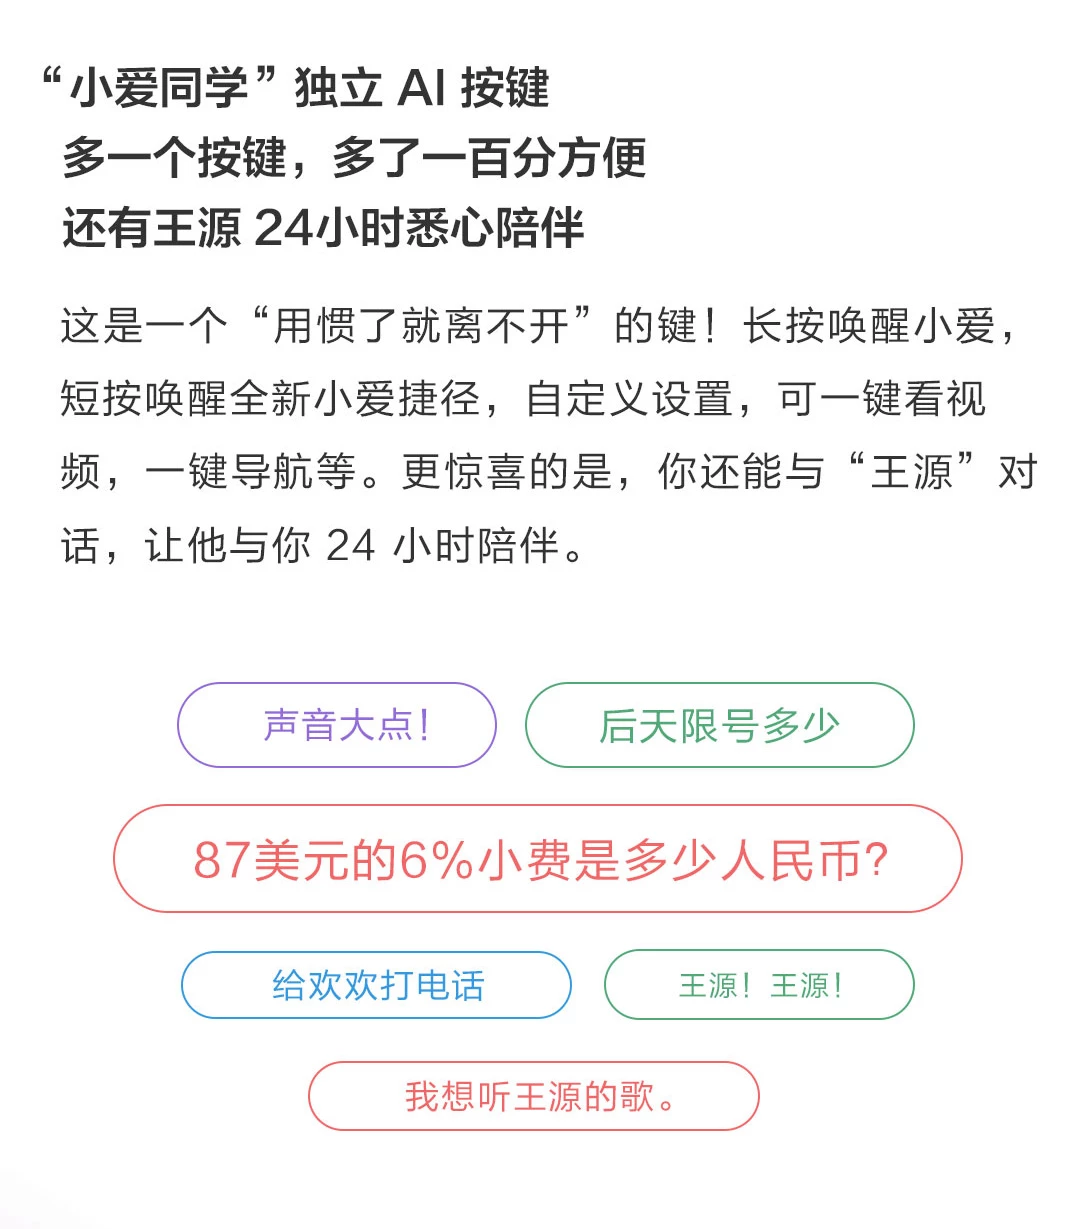 “小爱同学”独立 AI 按键
多一个按键，多了一百分方便
还有王源 24小时悉心陪伴
这是一个“用惯了就离不开”的键！长按唤醒小爱，
短按唤醒全新小爱捷径，自定义设置，可一键看视
频，一键导航等。更惊喜的是，你还能与“王源”对
话，让他与你 24 小时陪伴。
声音大点！
后天限号多少
87美元的6%小费是多少人民币？
给欢欢打电话
王源！王源！
我想听王源的歌。